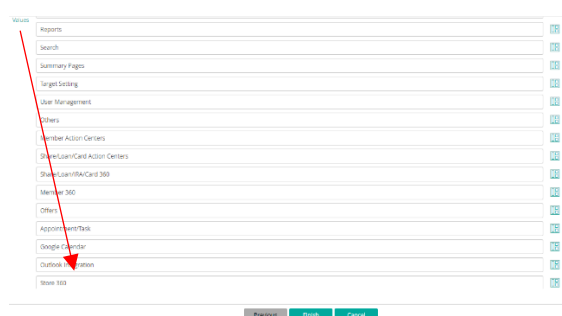 Values
Reports
Search
Summary Pages
Target Setting
User Management
Others
Member Action Centers
Share/Loan/Card Action Centers
Share/Loan/IRA/Card 360
Member 360
Offers
Appointment/Task
Google Calendar
Outlook Integration
Store 360
Previous Finish Cancel